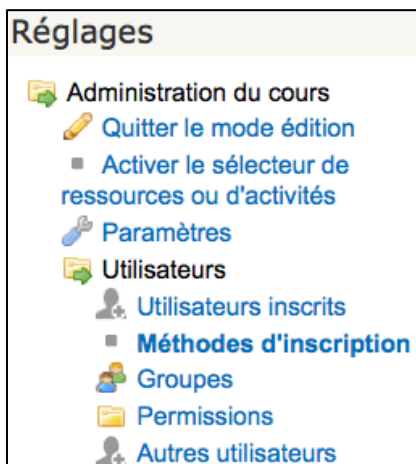 Réglages
Administration du cours
Quitter le mode édition
Activer le sélecteur de
ressources ou d'activités
Paramètres
Utilisateurs
Utilisateurs inscrits
Méthodes d'inscription
Groupes
Permissions
Autres utilisateurs